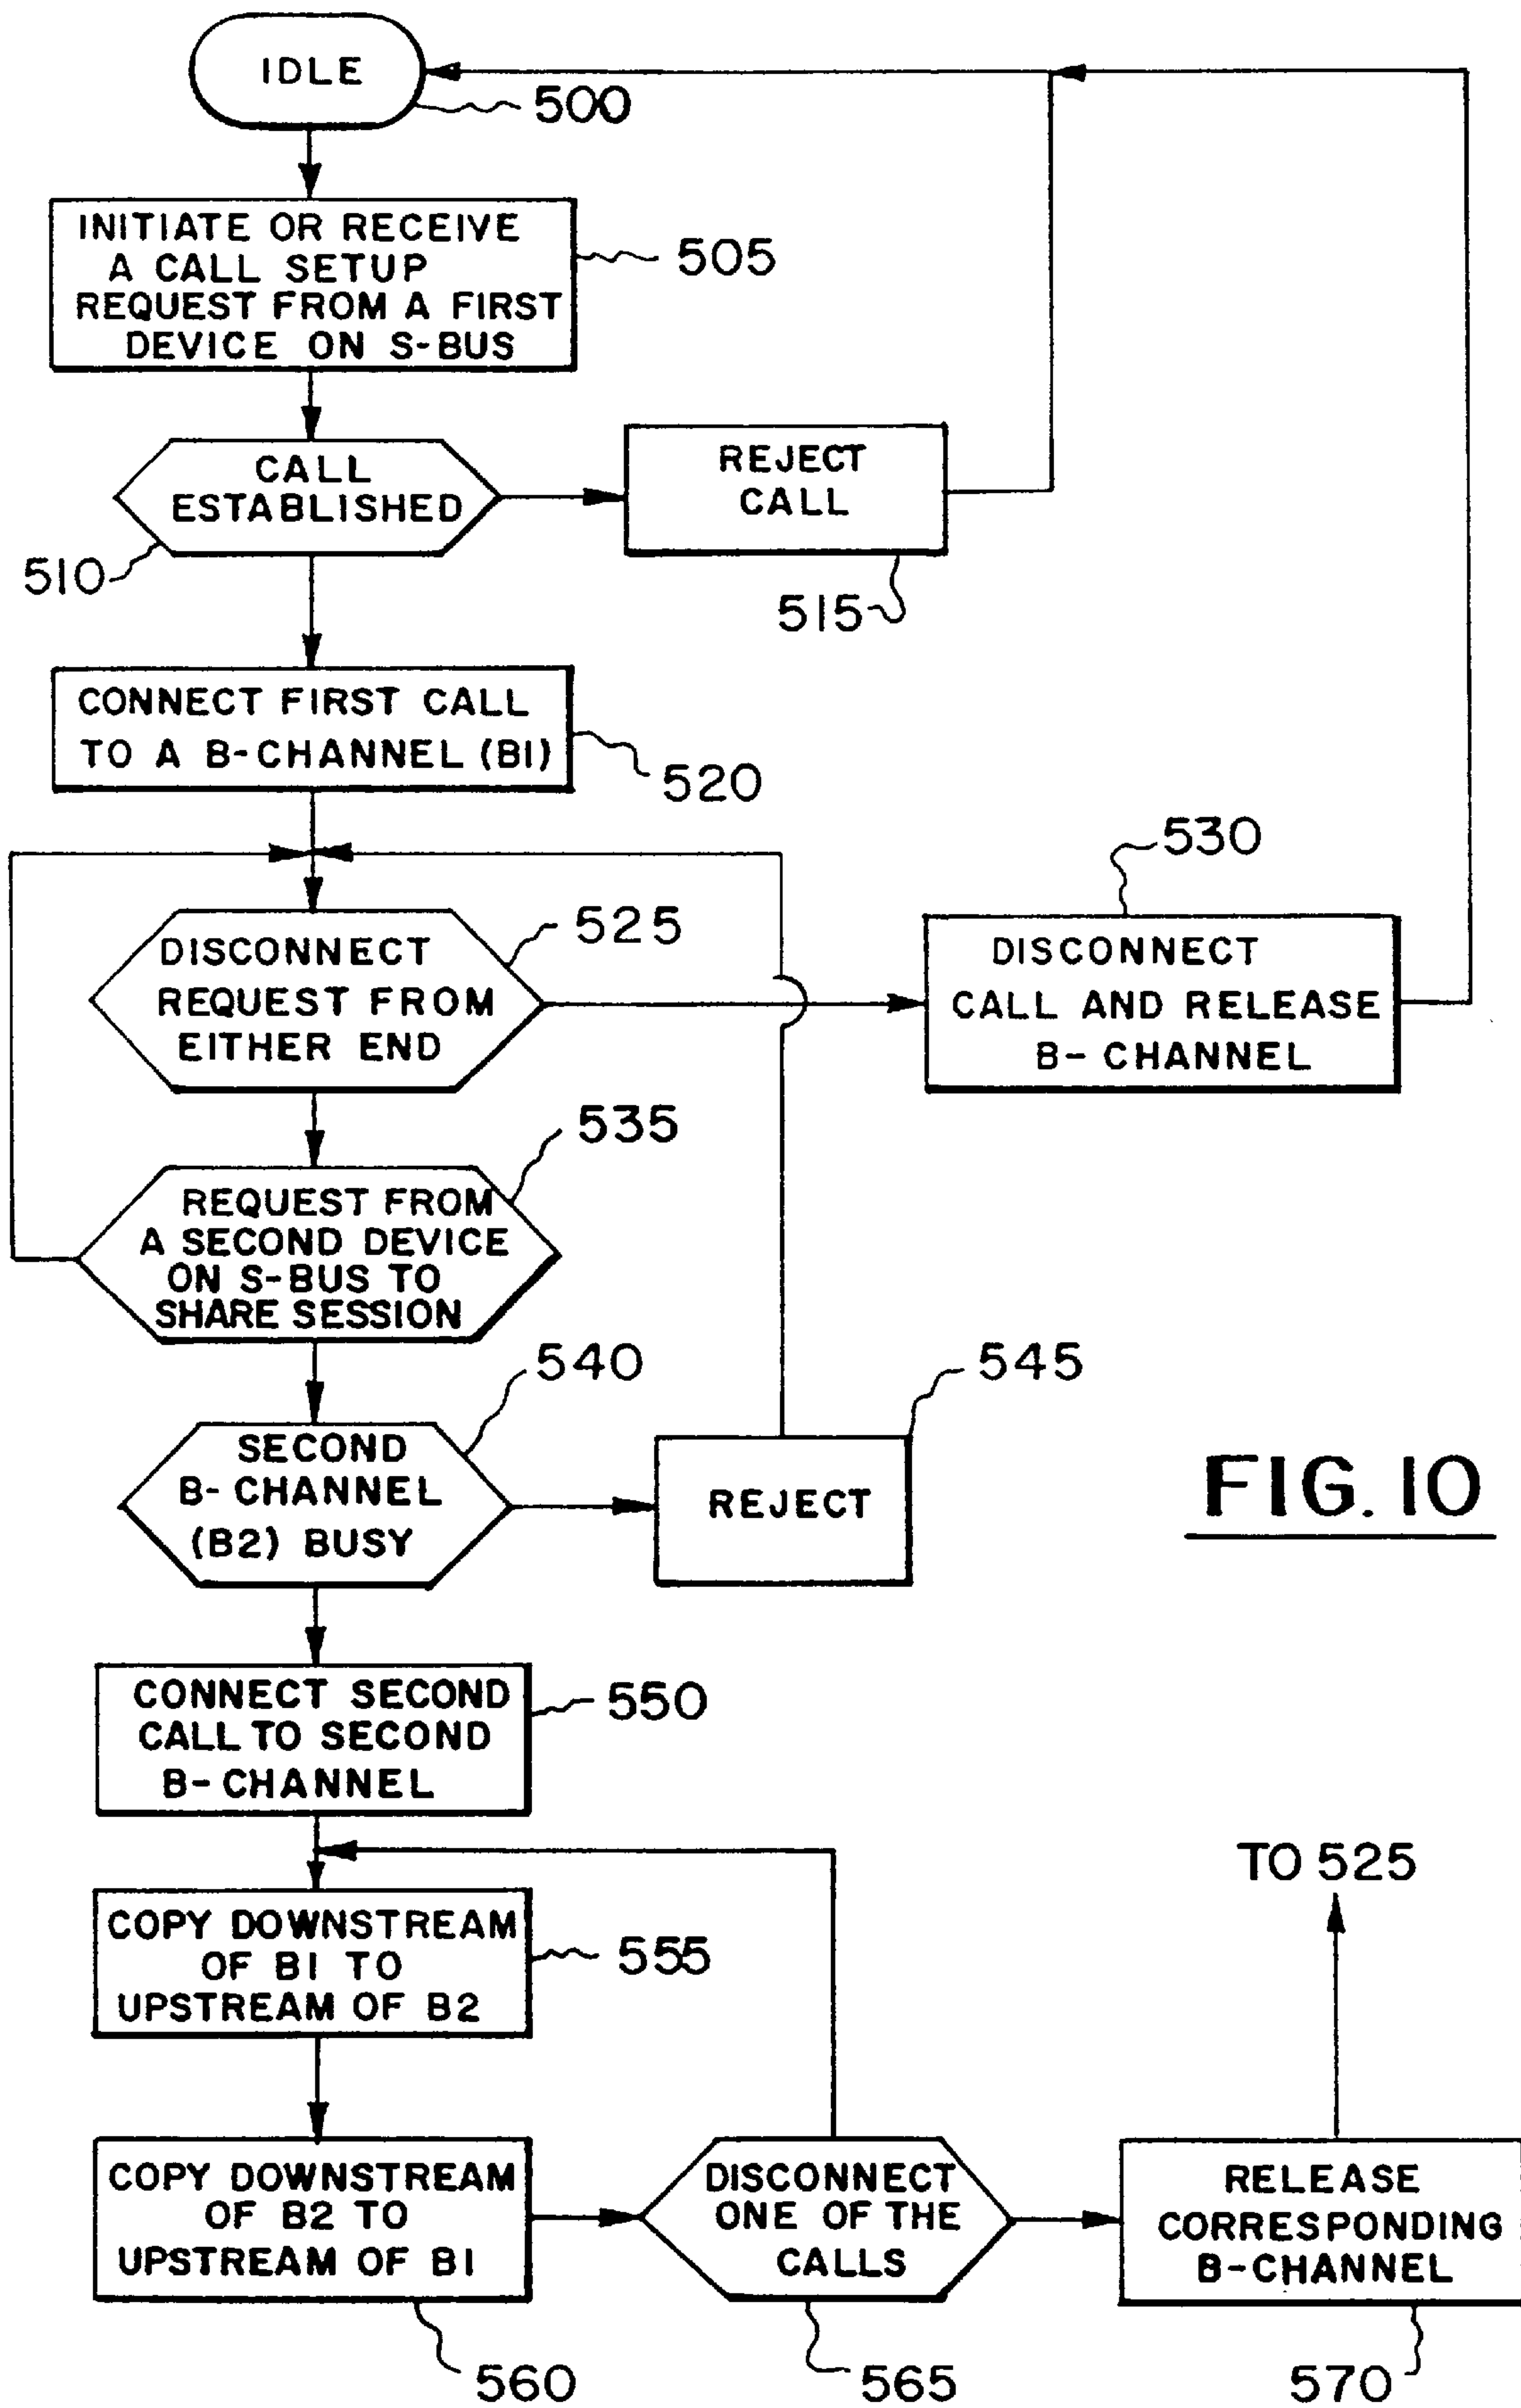 IDLE
500
INITIATE OR RECEIVE
A CALL SETUP
REQUEST FROM A FIRST
DEVICE ON S-BUS
505
CALL
ESTABLISHED
510
REJECT
CALL
515
CONNECT FIRST CALL
TO A B-CHANNEL (B1)
520
DISCONNECT
REQUEST FROM
EITHER END
525
530
DISCONNECT
CALL AND RELEASE
B-CHANNEL
535
REQUEST FROM
A SECOND DEVICE
ON S-BUS TO
SHARE SESSION
540
SECOND
B-CHANNEL
(B2) BUSY
545
REJECT
FIG. 10
CONNECT SECOND
CALL TO SECOND
B-CHANNEL
550
TO 525
COPY DOWNSTREAM
OF B1 TO
UPSTREAM OF B2
555
COPY DOWNSTREAM
OF B2 TO
UPSTREAM OF B1
560
DISCONNECT
ONE OF THE
CALLS
565
RELEASE
CORRESPONDING
B-CHANNEL
570